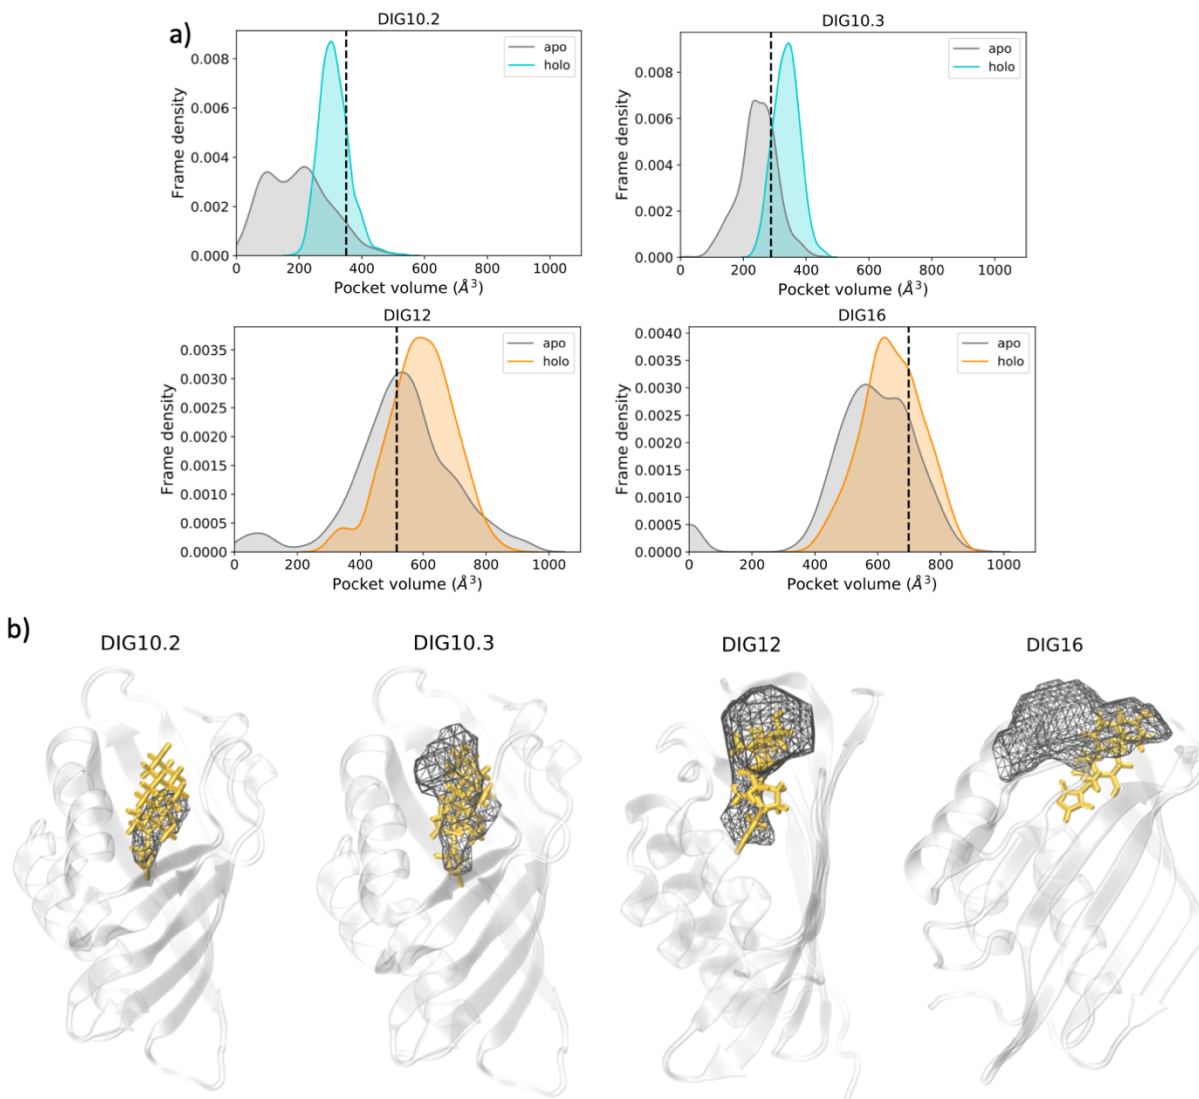 a)
DIG10.2
apo
holo
0.008
0.006
0.004
0.002
0.000
Frame density
0 200 400 600 800 1000
Pocket volume (Å³)
DIG10.3
apo
holo
0.008
0.006
0.004
0.002
0.000
Frame density
0 200 400 600 800 1000
Pocket volume (Å³)
DIG12
apo
holo
0.0035
0.0030
0.0025
0.0020
0.0015
0.0010
0.0005
0.0000
Frame density
0 200 400 600 800 1000
Pocket volume (Å³)
DIG16
apo
holo
0.0040
0.0035
0.0030
0.0025
0.0020
0.0015
0.0010
0.0005
0.0000
Frame density
0 200 400 600 800 1000
Pocket volume (Å³)
b)
DIG10.2
DIG10.3
DIG12
DIG16